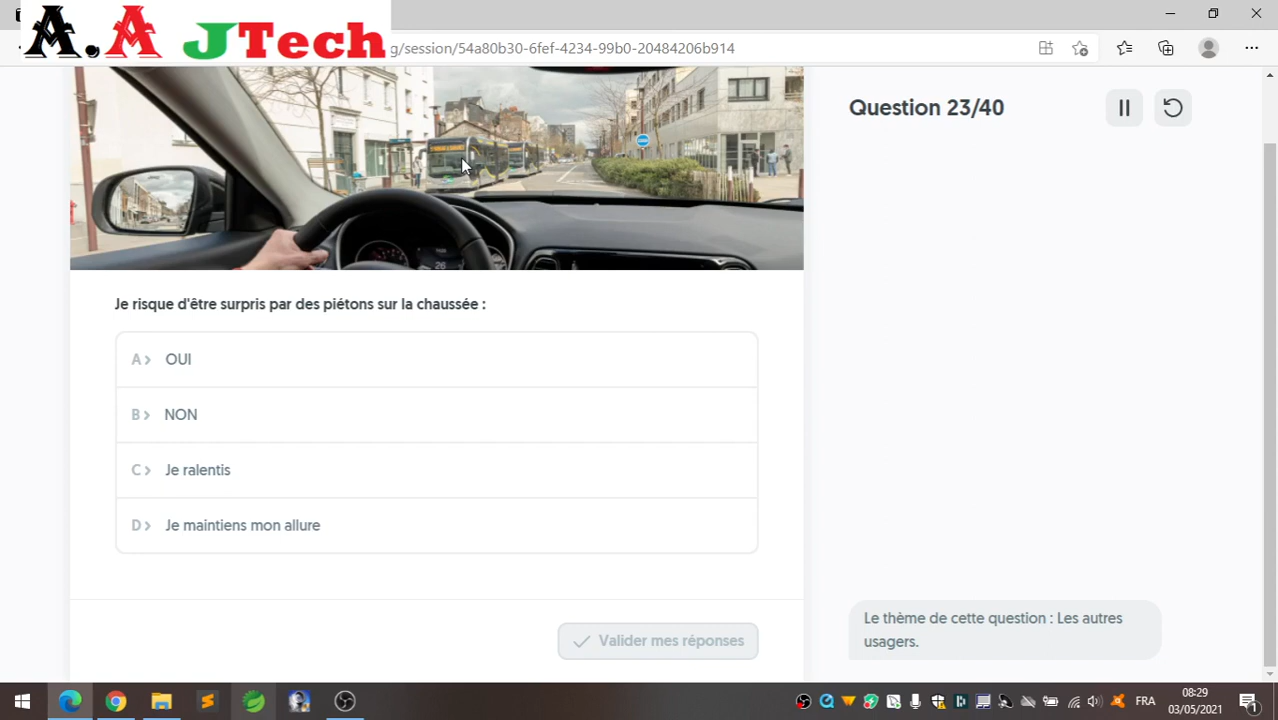 A.A JTech
g/session/54a80b30-6fef-4234-99b0-20484206b914
Question 23/40
26
Je risque d'être surpris par des piétons sur la chaussée :
A > OUI
B > NON
C > Je ralentis
D > Je maintiens mon allure
Valider mes réponses
Le thème de cette question : Les autres
usagers.
FRA
08:29
03/05/2021
1